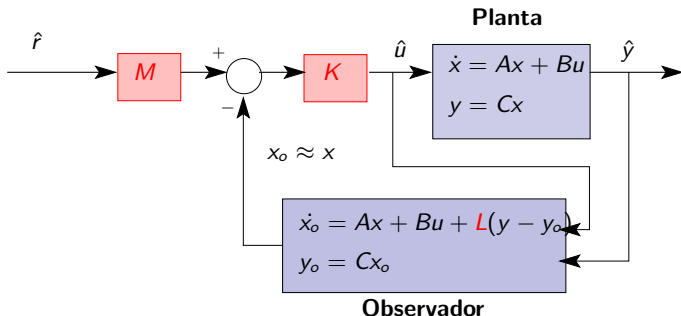 Planta
r̂
M
+
−
K
û
ẋ = Ax + Bu
y = Cx
ŷ
x_o ≈ x
ẋ_o = Ax + Bu + L(y − y_o)
y_o = Cx_o
Observador